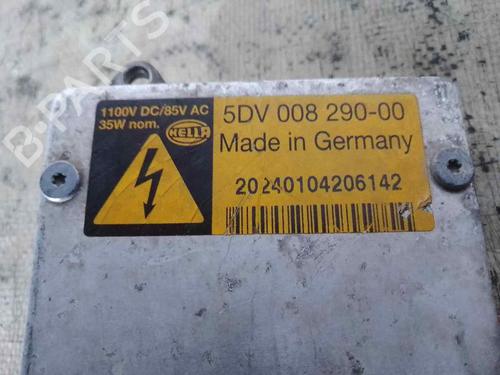 B-PARTS
1100V DC/85V AC
35W nom.
HELLA
5DV 008 290-00
Made in Germany
20240104206142